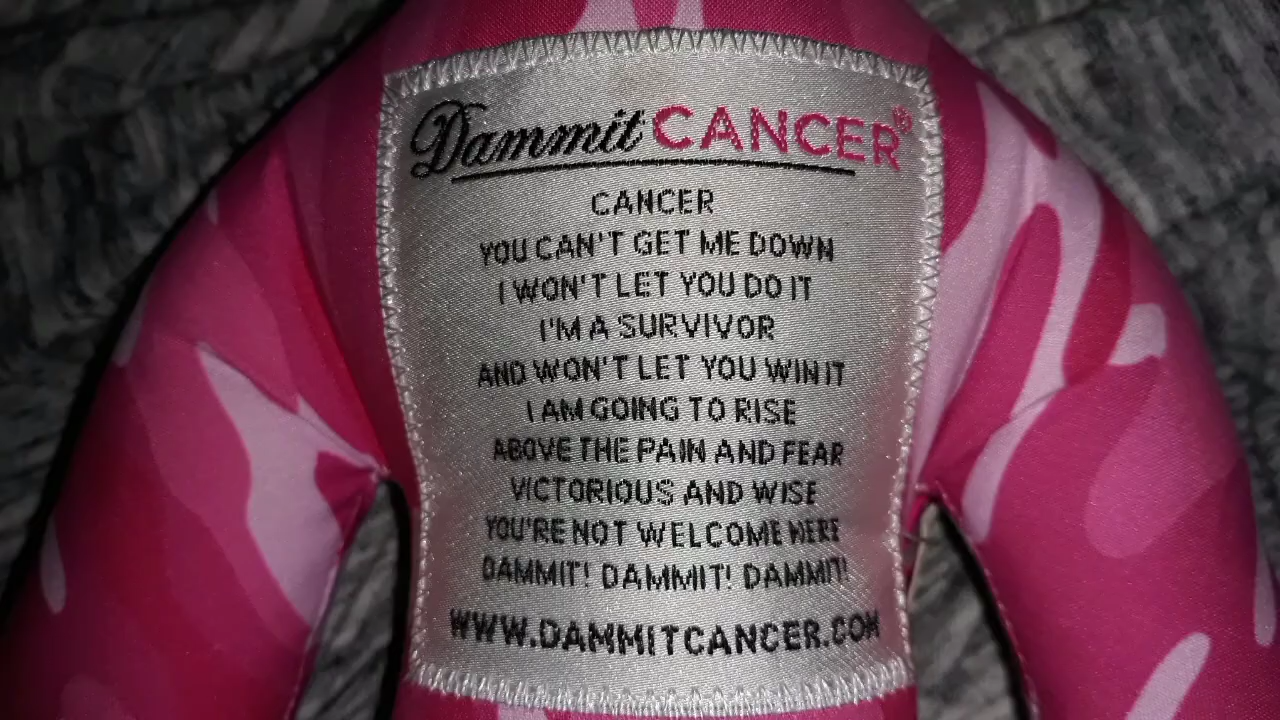 Dammit CANCER®
CANCER
YOU CAN'T GET ME DOWN
I WON'T LET YOU DO IT
I'M A SURVIVOR
AND WON'T LET YOU WIN IT
I AM GOING TO RISE
ABOVE THE PAIN AND FEAR
VICTORIOUS AND WISE
YOU'RE NOT WELCOME HERE
DAMMIT! DAMMIT! DAMMIT!
WWW.DAMMITCANCER.COM